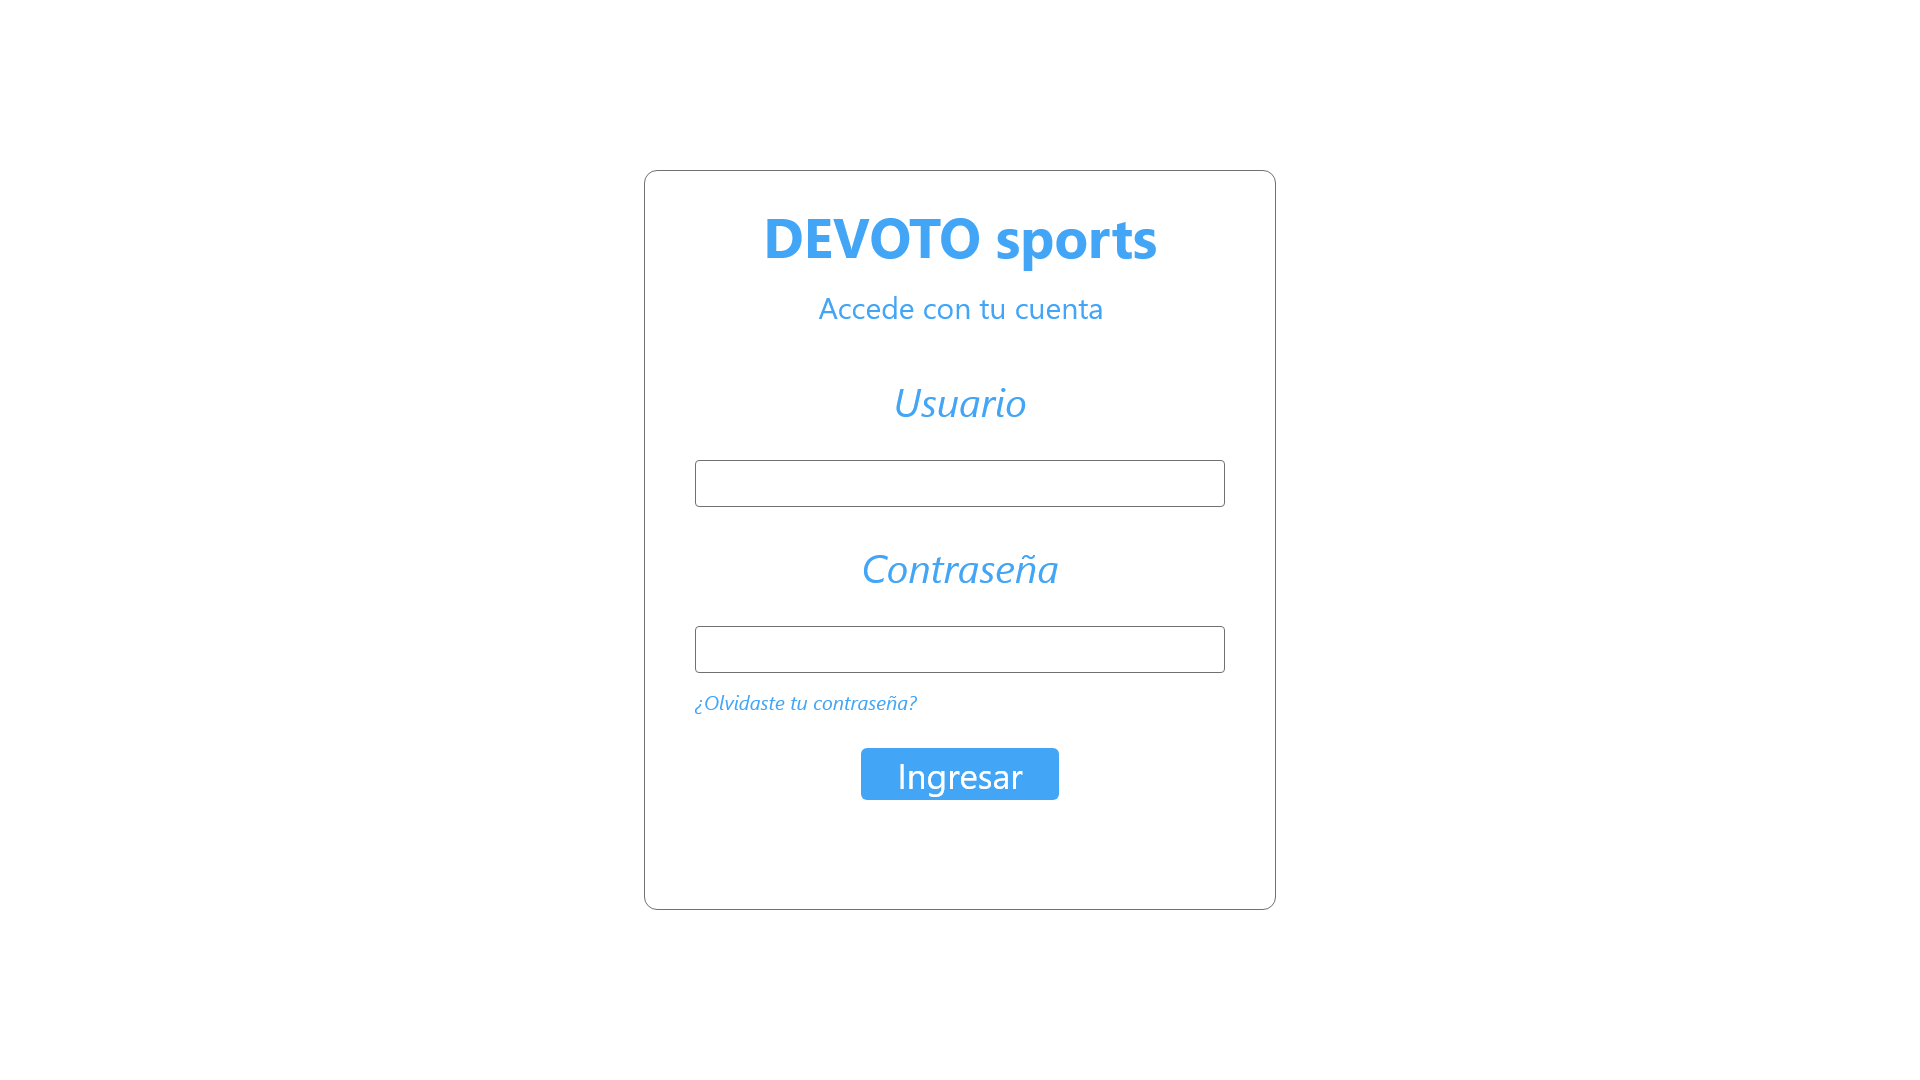 DEVOTO sports
Accede con tu cuenta
Usuario
Contraseña
¿Olvidaste tu contraseña?
Ingresar